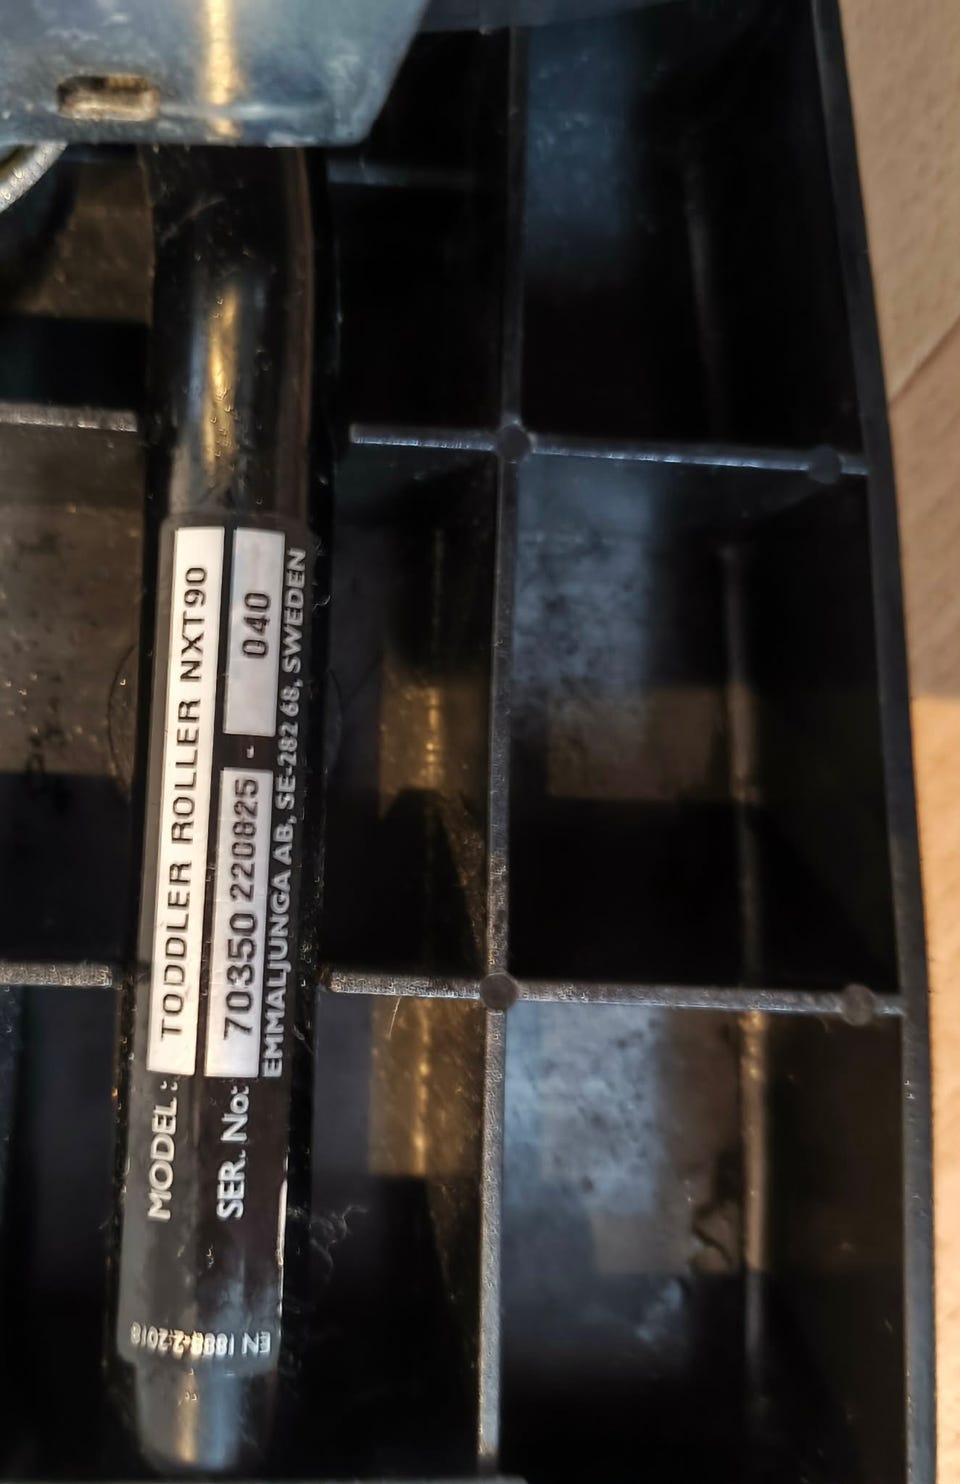 MODEL : TODDLER ROLLER NXT90
SER. No: 70350 220825 - 040
EMMALJUNGA AB, SE-282 68, SWEDEN
EN 1888-2:2018